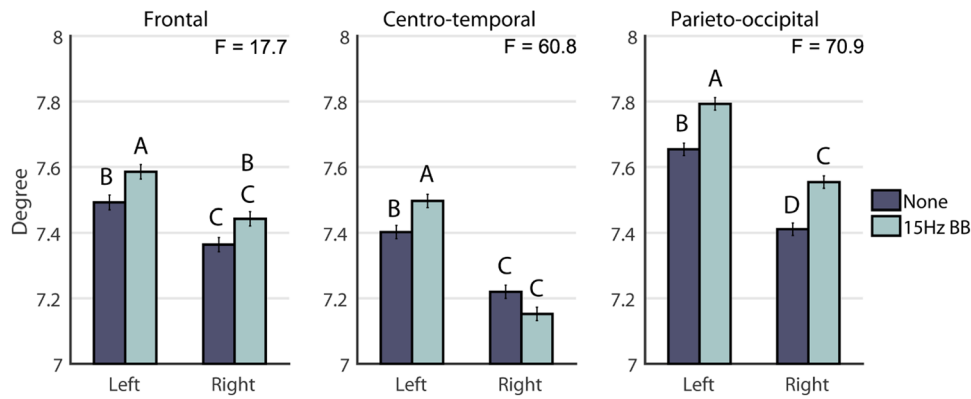 Frontal
Centro-temporal
Parieto-occipital
F = 17.7
F = 60.8
F = 70.9
Degree
8
7.8
7.6
7.4
7.2
7
B
A
C
B
C
Left
Right
8
7.8
7.6
7.4
7.2
7
B
A
C
C
Left
Right
8
7.8
7.6
7.4
7.2
7
B
A
D
C
Left
Right
None
15Hz BB